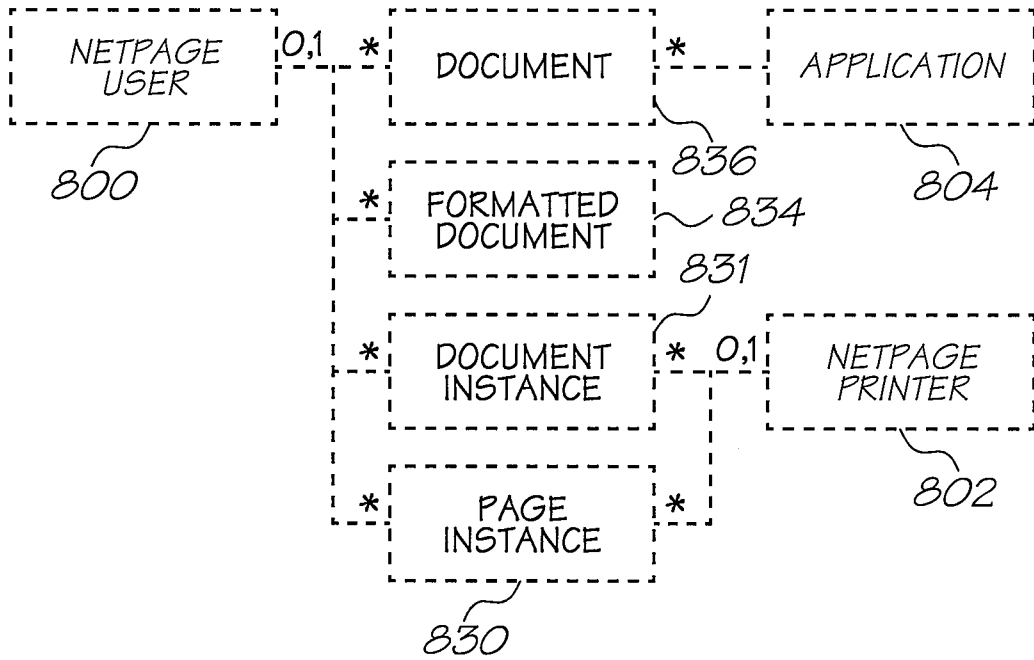 NETPAGE
USER
0,1
*
DOCUMENT
*
APPLICATION
800
836
804
*
FORMATTED
DOCUMENT
834
831
*
DOCUMENT
INSTANCE
*
0,1
NETPAGE
PRINTER
802
*
PAGE
INSTANCE
*
830